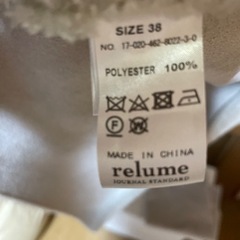 SIZE 38
NO. 17-020-462-8022-3-0
POLYESTER 100%
F W
MADE IN CHINA
relume
JOURNAL STANDARD